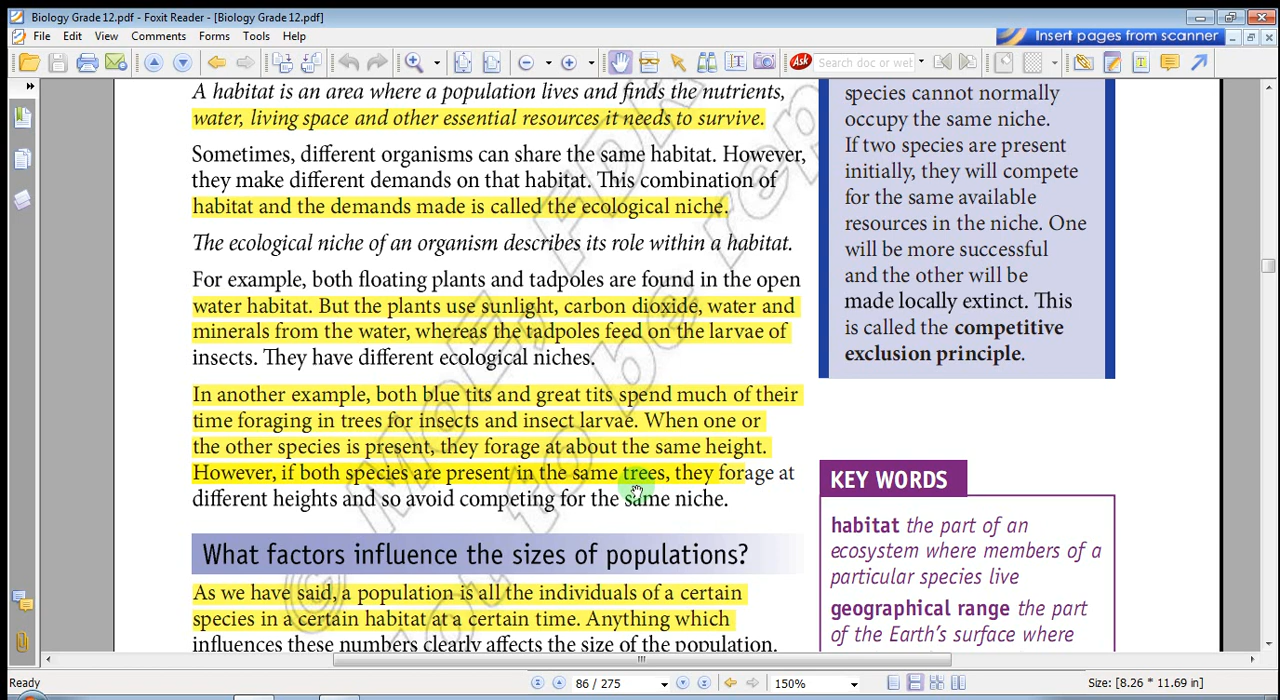 Biology Grade 12.pdf - Foxit Reader - [Biology Grade 12.pdf]
File Edit View Comments Forms Tools Help
Insert pages from scanner
Ask Search doc or web
A habitat is an area where a population lives and finds the nutrients,
water, living space and other essential resources it needs to survive.
Sometimes, different organisms can share the same habitat. However,
they make different demands on that habitat. This combination of
habitat and the demands made is called the ecological niche.
The ecological niche of an organism describes its role within a habitat.
For example, both floating plants and tadpoles are found in the open
water habitat. But the plants use sunlight, carbon dioxide, water and
minerals from the water, whereas the tadpoles feed on the larvae of
insects. They have different ecological niches.
In another example, both blue tits and great tits spend much of their
time foraging in trees for insects and insect larvae. When one or
the other species is present, they forage at about the same height.
However, if both species are present in the same trees, they forage at
different heights and so avoid competing for the same niche.
What factors influence the sizes of populations?
As we have said, a population is all the individuals of a certain
species in a certain habitat at a certain time. Anything which
influences these numbers clearly affects the size of the population.
species cannot normally
occupy the same niche.
If two species are present
initially, they will compete
for the same available
resources in the niche. One
will be more successful
and the other will be
made locally extinct. This
is called the competitive
exclusion principle.
KEY WORDS
habitat the part of an
ecosystem where members of a
particular species live
geographical range the part
of the Earth's surface where
© MoE, FDR
not to be rep
Ready
86 / 275
150%
Size: [8.26 * 11.69 in]